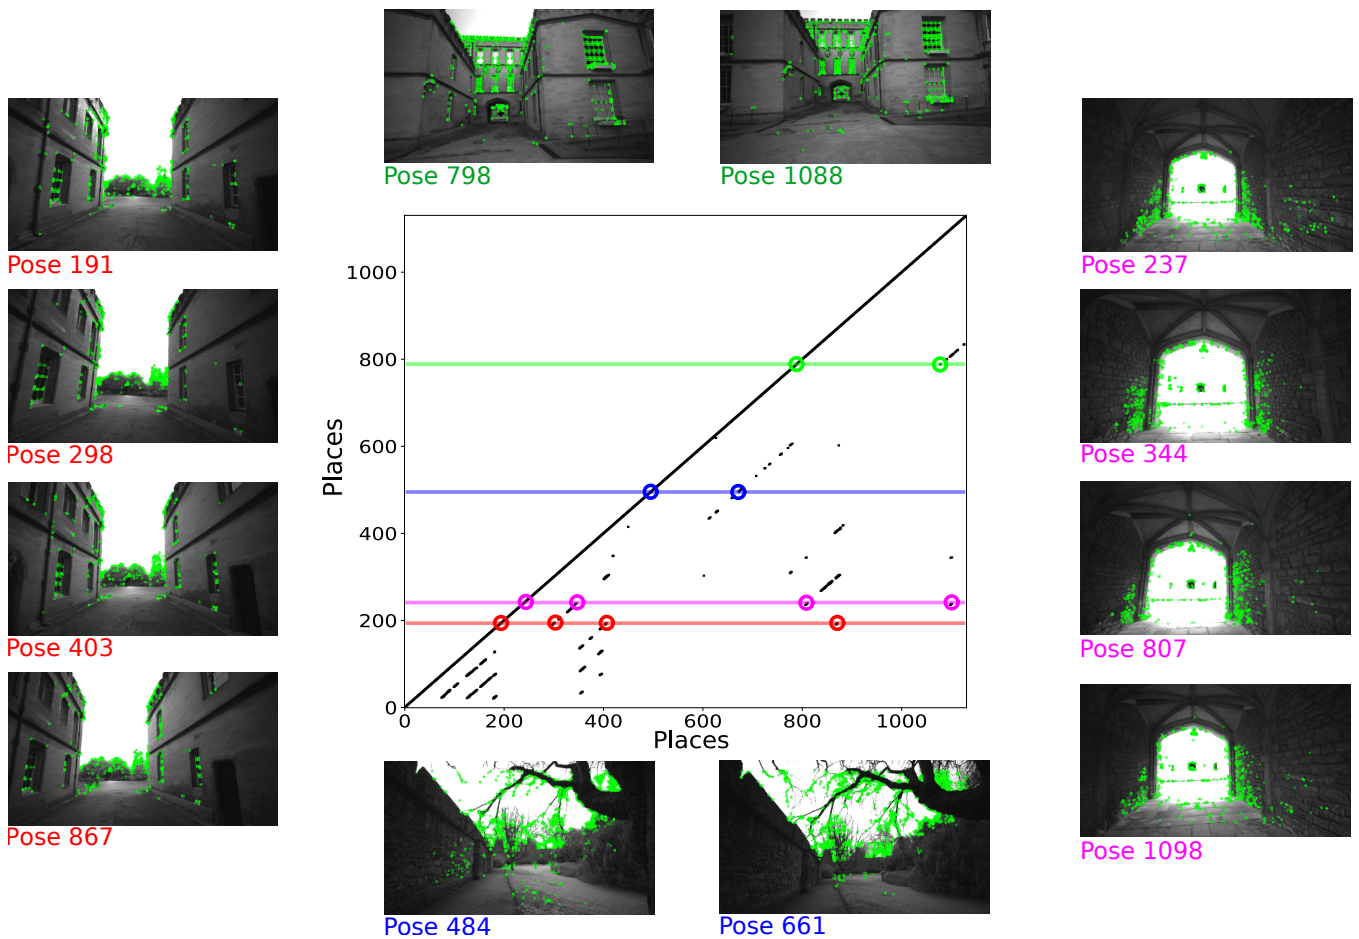 Pose 798
Pose 1088
Pose 191
Pose 237
Pose 298
Pose 344
Pose 403
Pose 807
Pose 867
Pose 1098
Places
1000
800
600
400
200
0
0 200 400 600 800 1000
Places
Pose 484
Pose 661